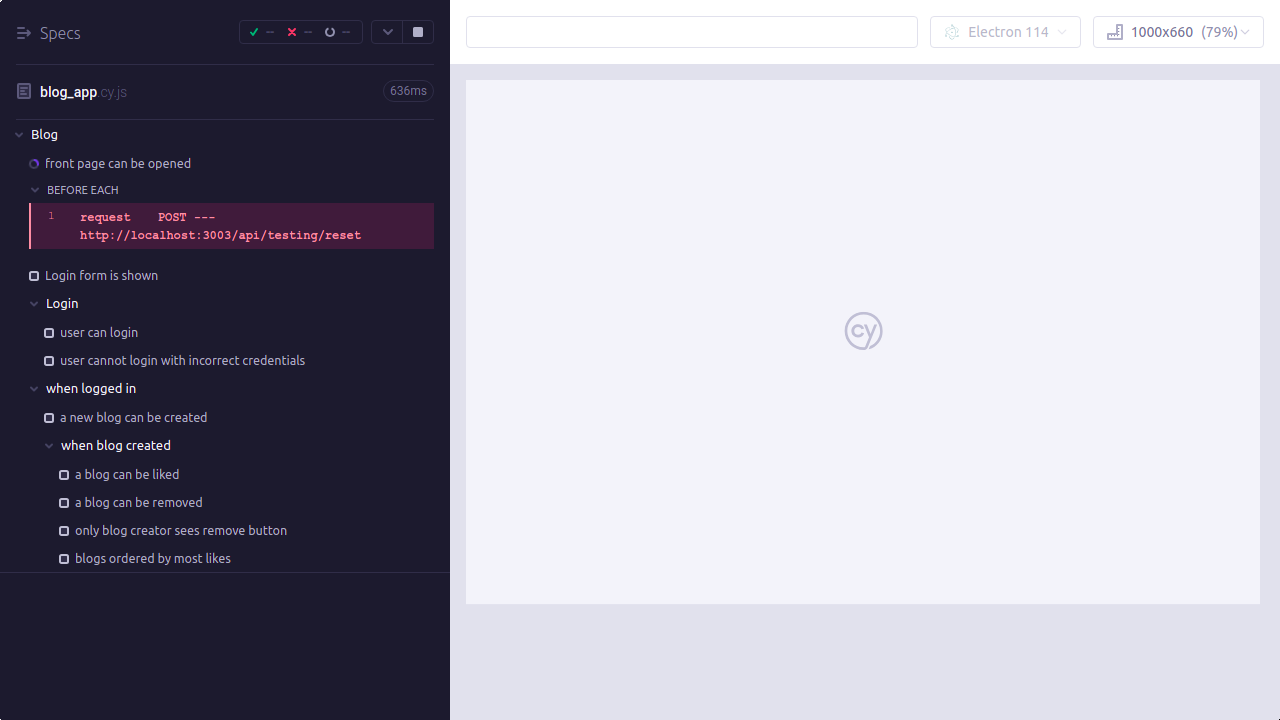 Specs
--
--
--
Electron 114
1000x660 (79%)
blog_app.cy.js
636ms
Blog
front page can be opened
BEFORE EACH
1 request POST ---
http://localhost:3003/api/testing/reset
Login form is shown
Login
user can login
user cannot login with incorrect credentials
when logged in
a new blog can be created
when blog created
a blog can be liked
a blog can be removed
only blog creator sees remove button
blogs ordered by most likes
cy